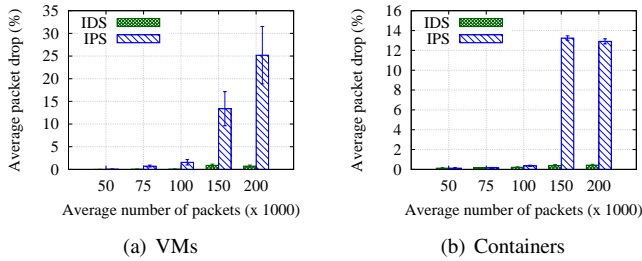 Average packet drop (%)
35
30
25
20
15
10
5
0
IDS
IPS
50 75 100 150 200
Average number of packets (x 1000)
(a) VMs
Average packet drop (%)
16
14
12
10
8
6
4
2
0
IDS
IPS
50 75 100 150 200
Average number of packets (x 1000)
(b) Containers